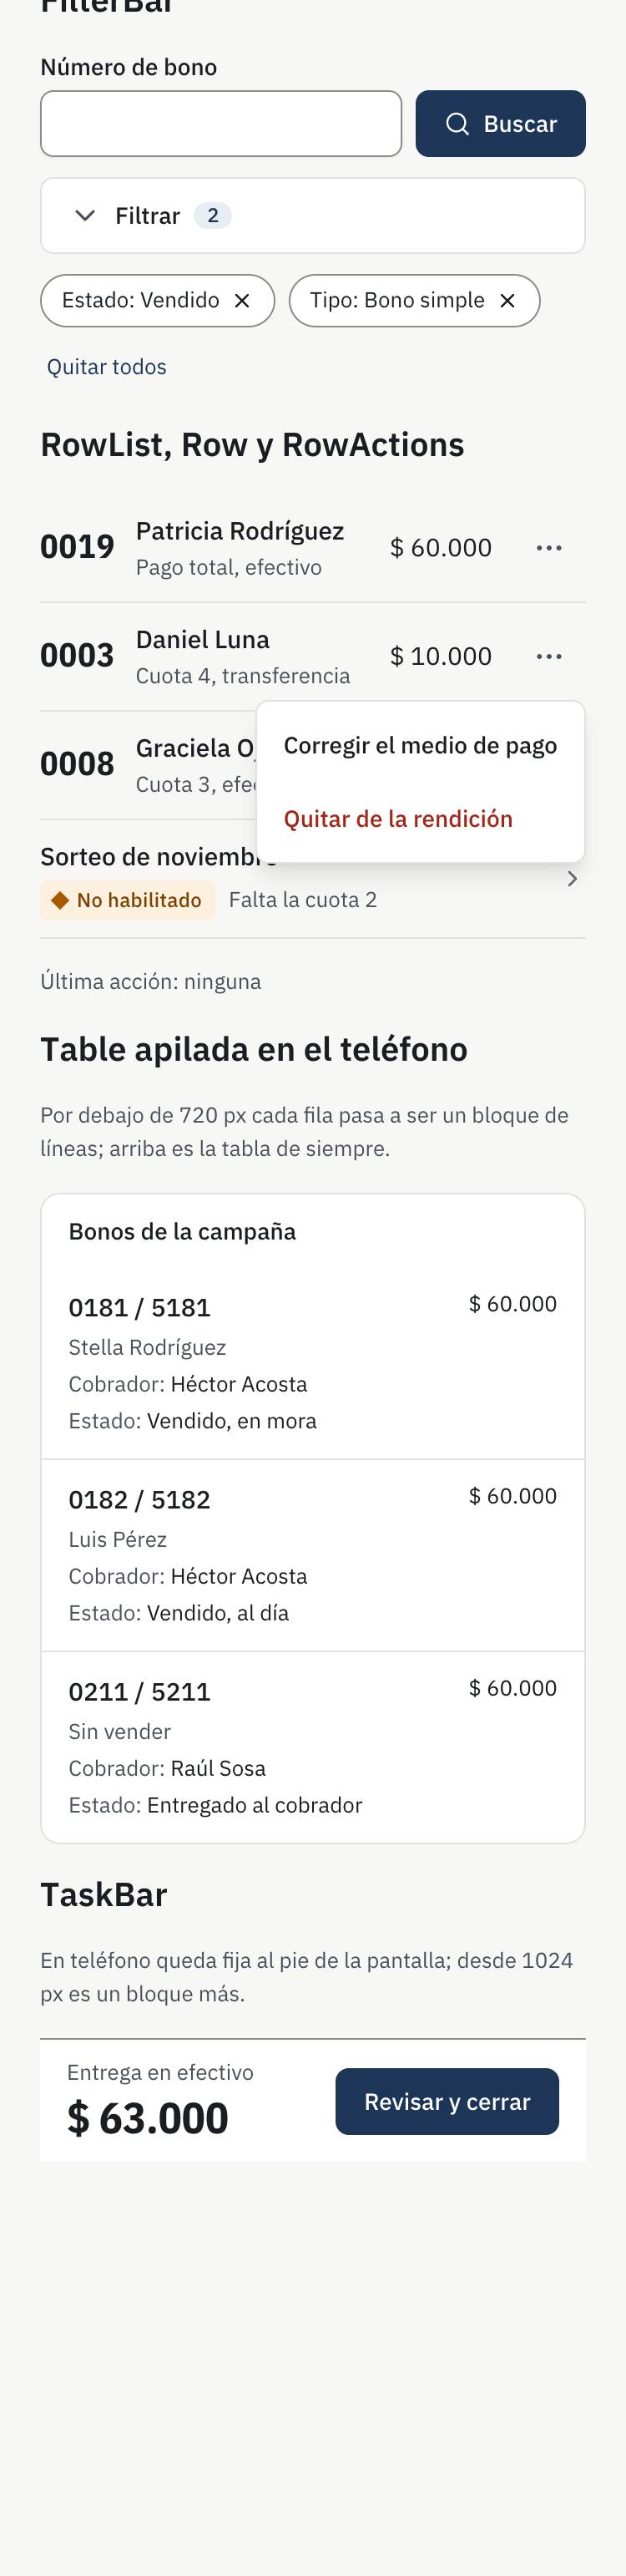 FilterBar
Número de bono
Buscar
Filtrar 2
Estado: Vendido
Tipo: Bono simple
Quitar todos
RowList, Row y RowActions
0019
Patricia Rodríguez
Pago total, efectivo
$ 60.000
0003
Daniel Luna
Cuota 4, transferencia
$ 10.000
0008
Graciela
Cuota 3,
Corregir el medio de pago
Quitar de la rendición
Sorteo de noviembre
No habilitado Falta la cuota 2
Última acción: ninguna
Table apilada en el teléfono
Por debajo de 720 px cada fila pasa a ser un bloque de
líneas; arriba es la tabla de siempre.
Bonos de la campaña
0181 / 5181
$ 60.000
Stella Rodríguez
Cobrador: Héctor Acosta
Estado: Vendido, en mora
0182 / 5182
$ 60.000
Luis Pérez
Cobrador: Héctor Acosta
Estado: Vendido, al día
0211 / 5211
$ 60.000
Sin vender
Cobrador: Raúl Sosa
Estado: Entregado al cobrador
TaskBar
En teléfono queda fija al pie de la pantalla; desde 1024
px es un bloque más.
Entrega en efectivo
$ 63.000
Revisar y cerrar